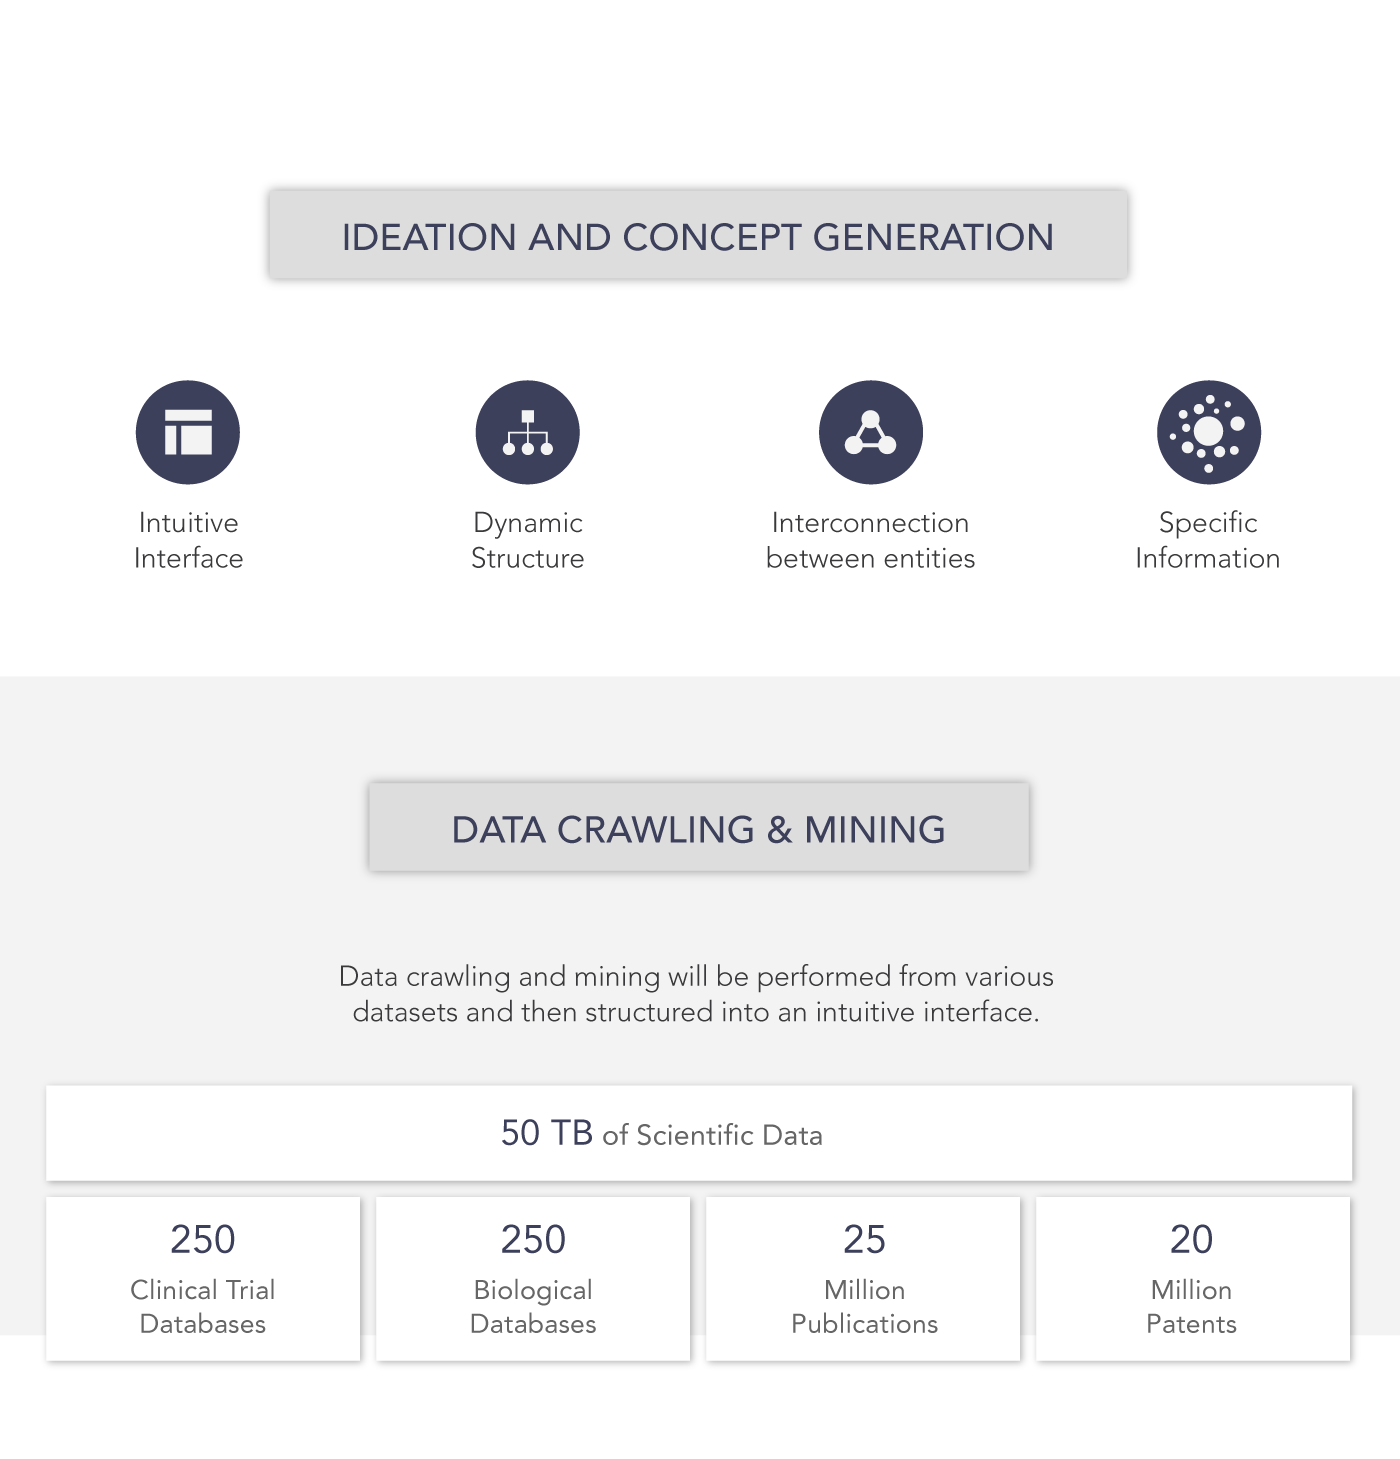 IDEATION AND CONCEPT GENERATION
Intuitive
Interface
Dynamic
Structure
Interconnection
between entities
Specific
Information
DATA CRAWLING & MINING
Data crawling and mining will be performed from various
datasets and then structured into an intuitive interface.
50 TB of Scientific Data
250
Clinical Trial
Databases
250
Biological
Databases
25
Million
Publications
20
Million
Patents